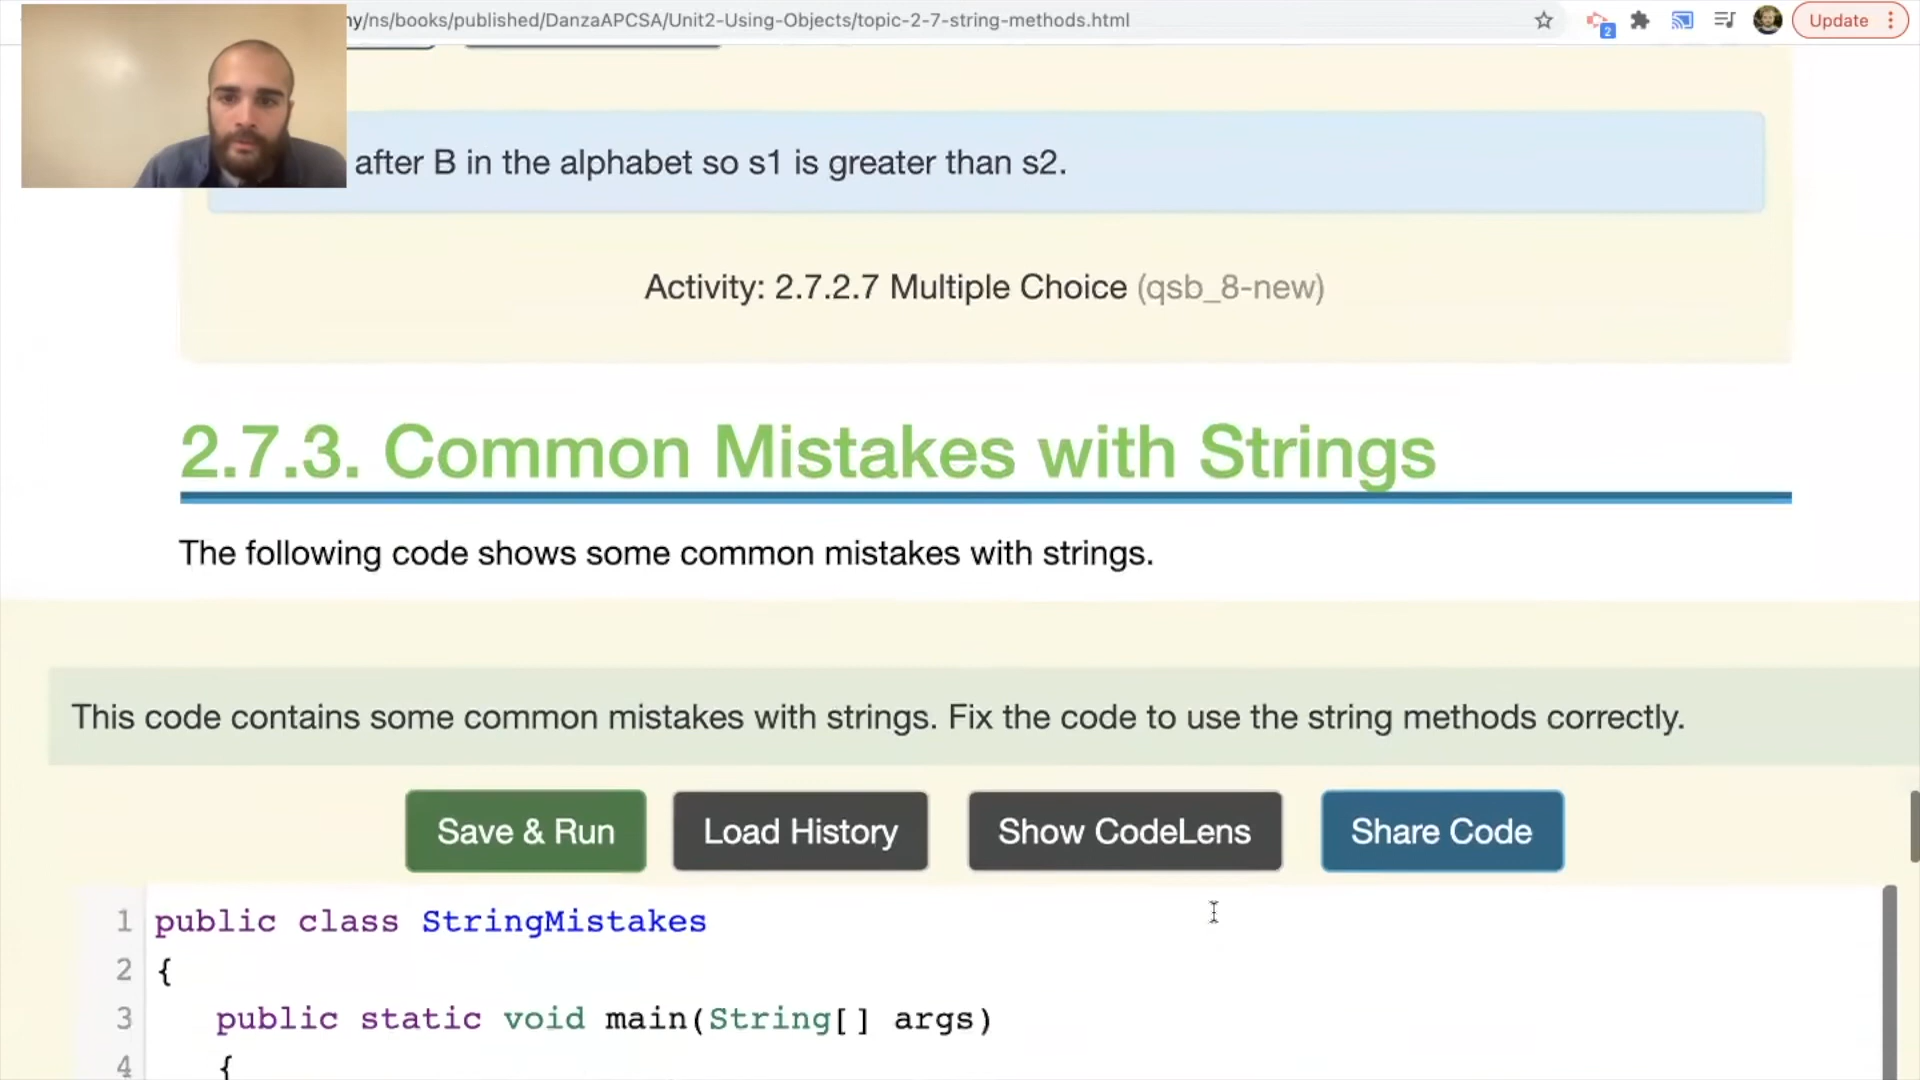 ny/ns/books/published/DanzaAPCSA/Unit2-Using-Objects/topic-2-7-string-methods.html
2
Update
after B in the alphabet so s1 is greater than s2.
Activity: 2.7.2.7 Multiple Choice (qsb_8-new)
2.7.3. Common Mistakes with Strings
The following code shows some common mistakes with strings.
This code contains some common mistakes with strings. Fix the code to use the string methods correctly.
Save & Run
Load History
Show CodeLens
Share Code
1 public class StringMistakes
2 {
3 public static void main(String[] args)
4 {